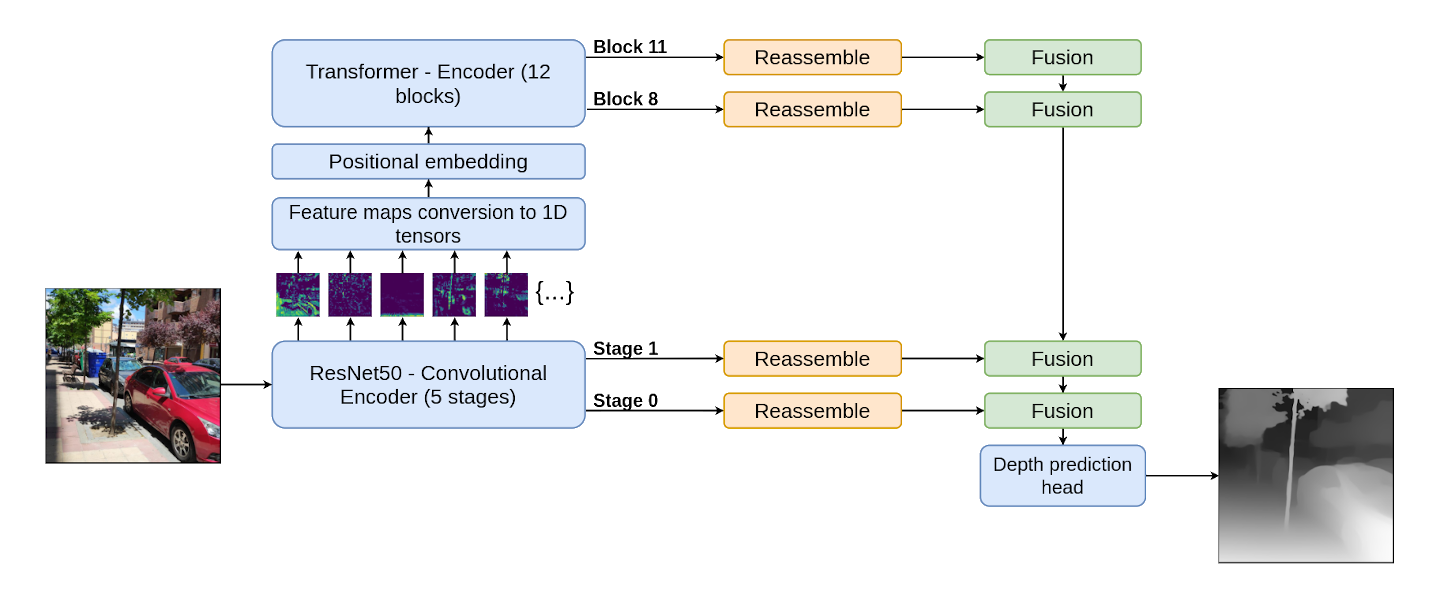 Transformer - Encoder (12
blocks)
Block 11
Reassemble
Fusion
Block 8
Reassemble
Fusion
Positional embedding
Feature maps conversion to 1D
tensors
{...}
ResNet50 - Convolutional
Encoder (5 stages)
Stage 1
Reassemble
Fusion
Stage 0
Reassemble
Fusion
Depth prediction
head